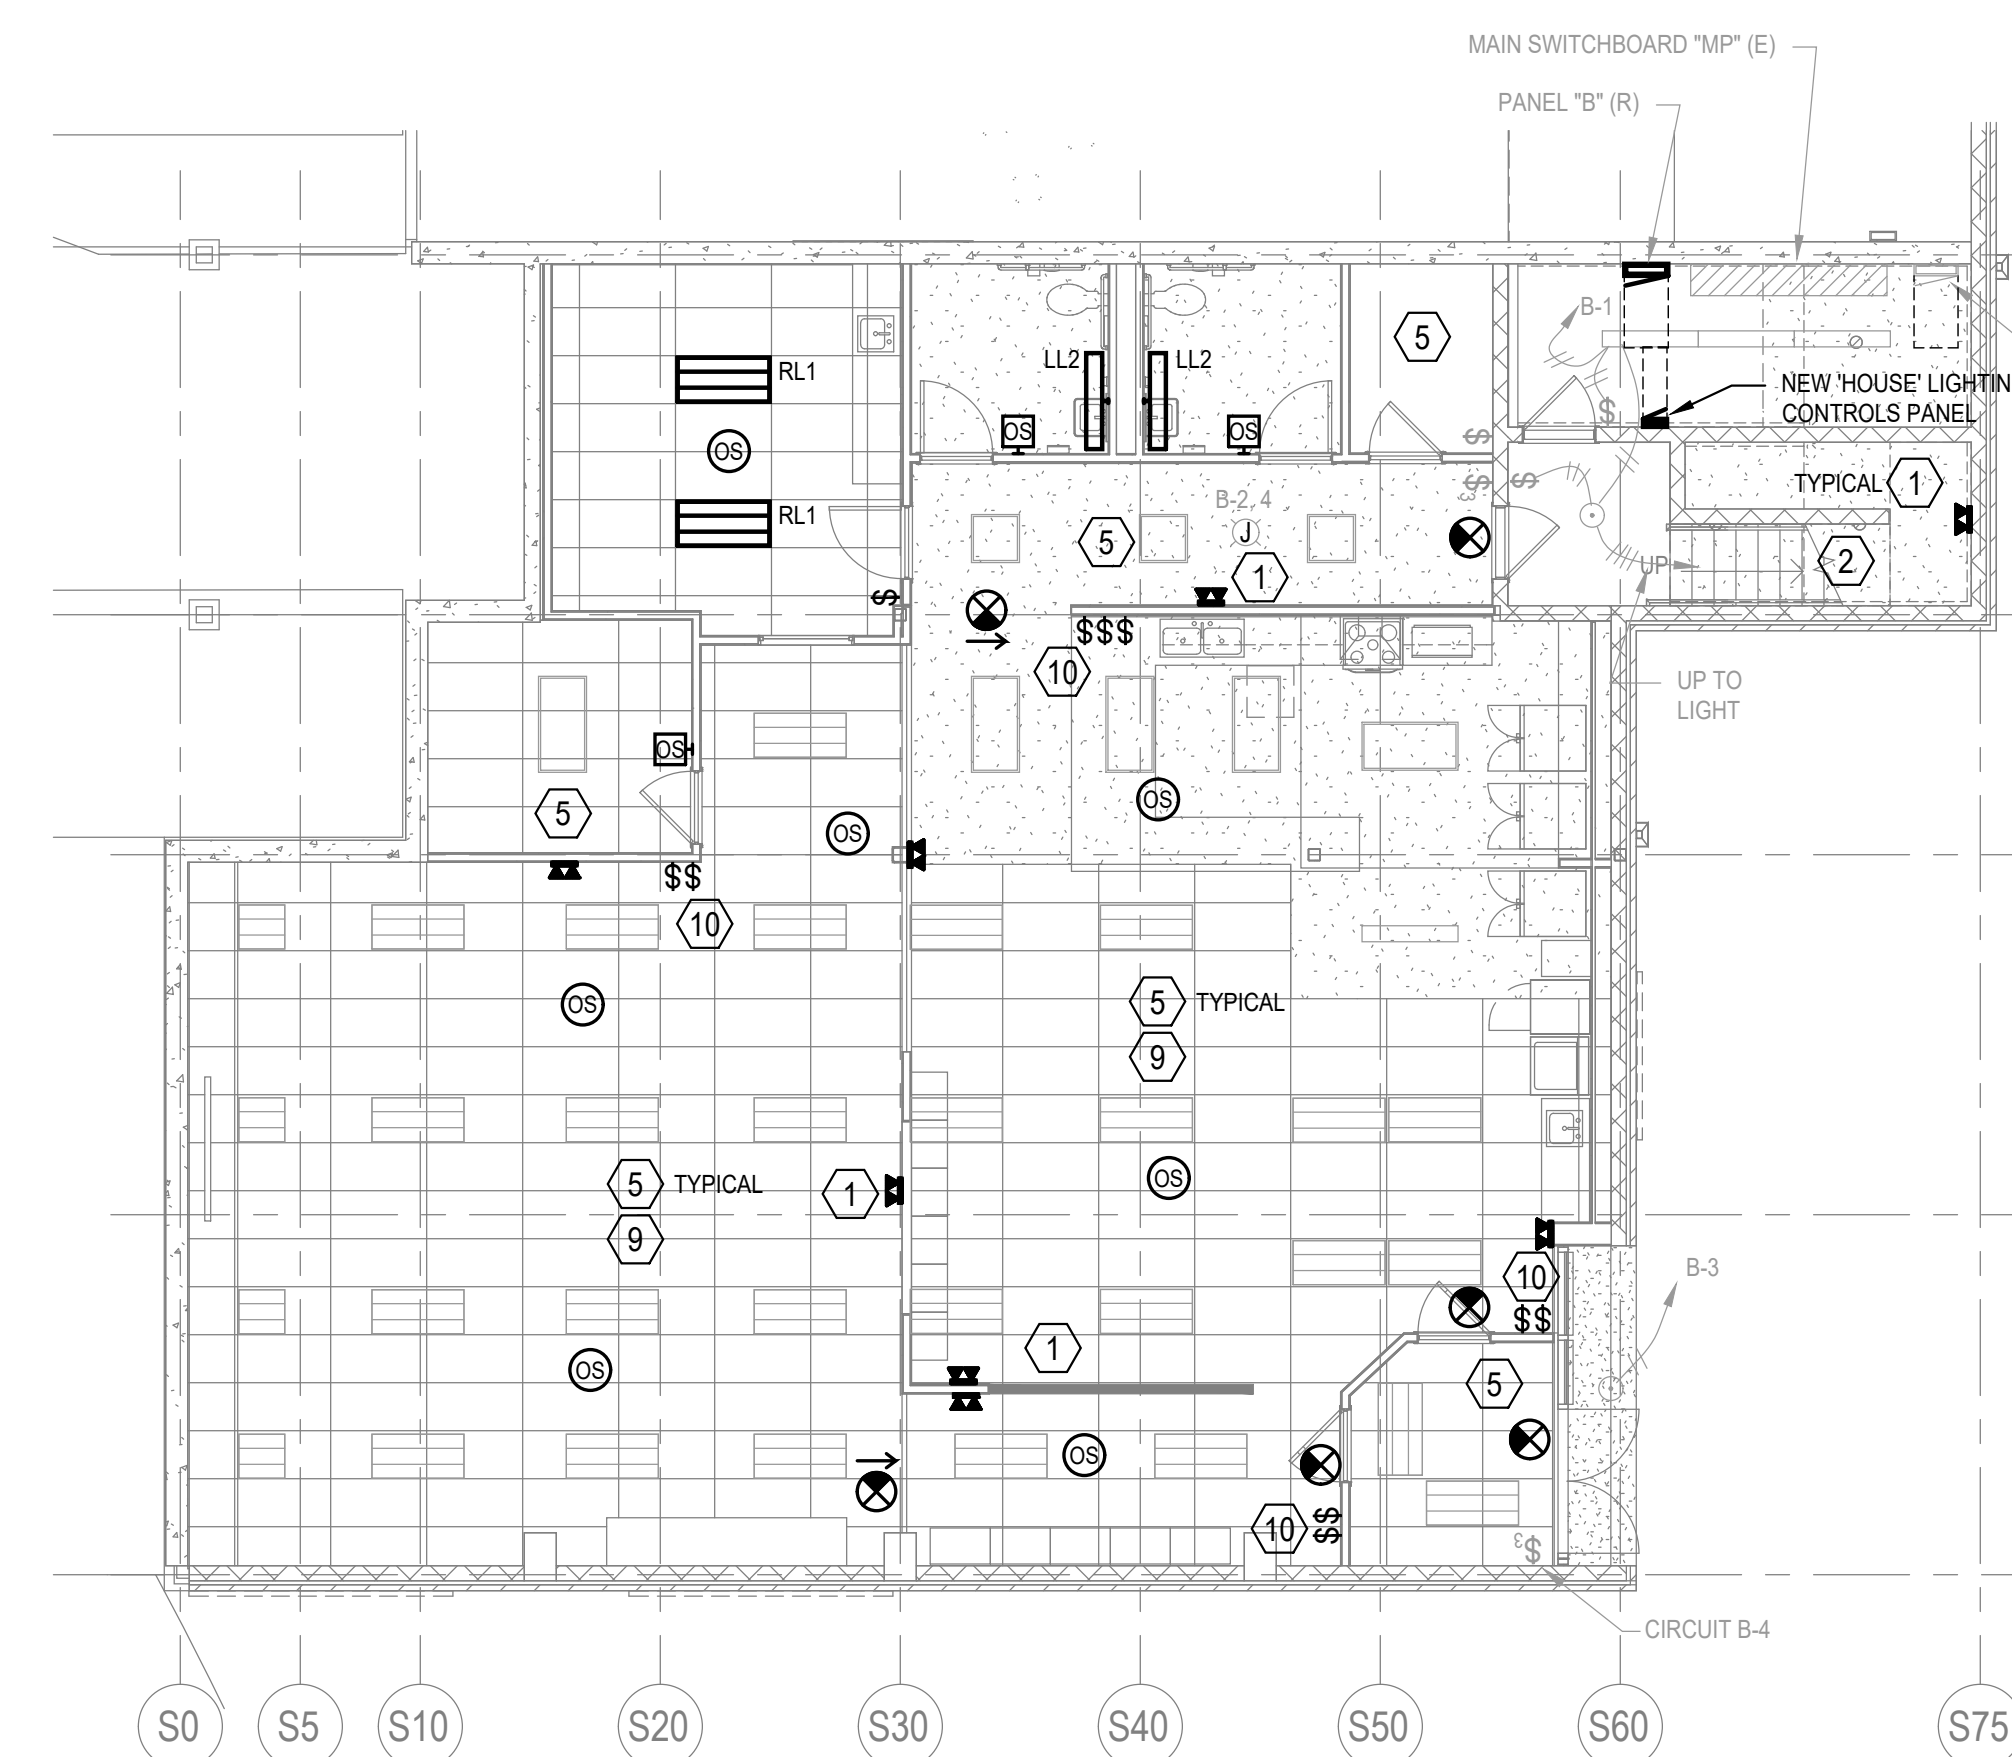 MAIN SWITCHBOARD "MP" (E)
PANEL "B" (R)
B-1
5
LL2
LL2
RL1
NEW 'HOUSE' LIGHTIN
CONTROLS PANEL
$
OS
OS
$
OS
$3
$
TYPICAL
1
B-2, 4
RL1
J
5
1
UP
2
$
$$$
10
UP TO
LIGHT
OS
5
OS
OS
$$
10
OS
5
TYPICAL
9
OS
5
TYPICAL
1
9
10
B-3
$$
1
OS
5
OS
10
$$
$3
CIRCUIT B-4
S0
S5
S10
S20
S30
S40
S50
S60
S75